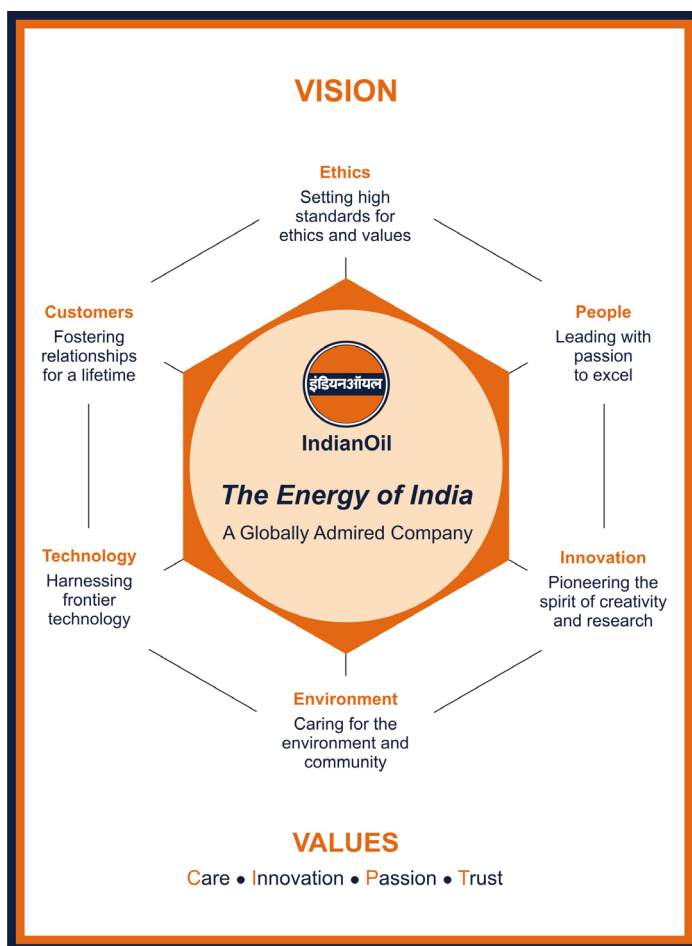 VISION
Ethics
Setting high
standards for
ethics and values
Customers
Fostering
relationships
for a lifetime
People
Leading with
passion
to excel
इंडियनऑयल
IndianOil
The Energy of India
A Globally Admired Company
Technology
Harnessing
frontier
technology
Innovation
Pioneering the
spirit of creativity
and research
Environment
Caring for the
environment and
community
VALUES
Care ● Innovation ● Passion ● Trust